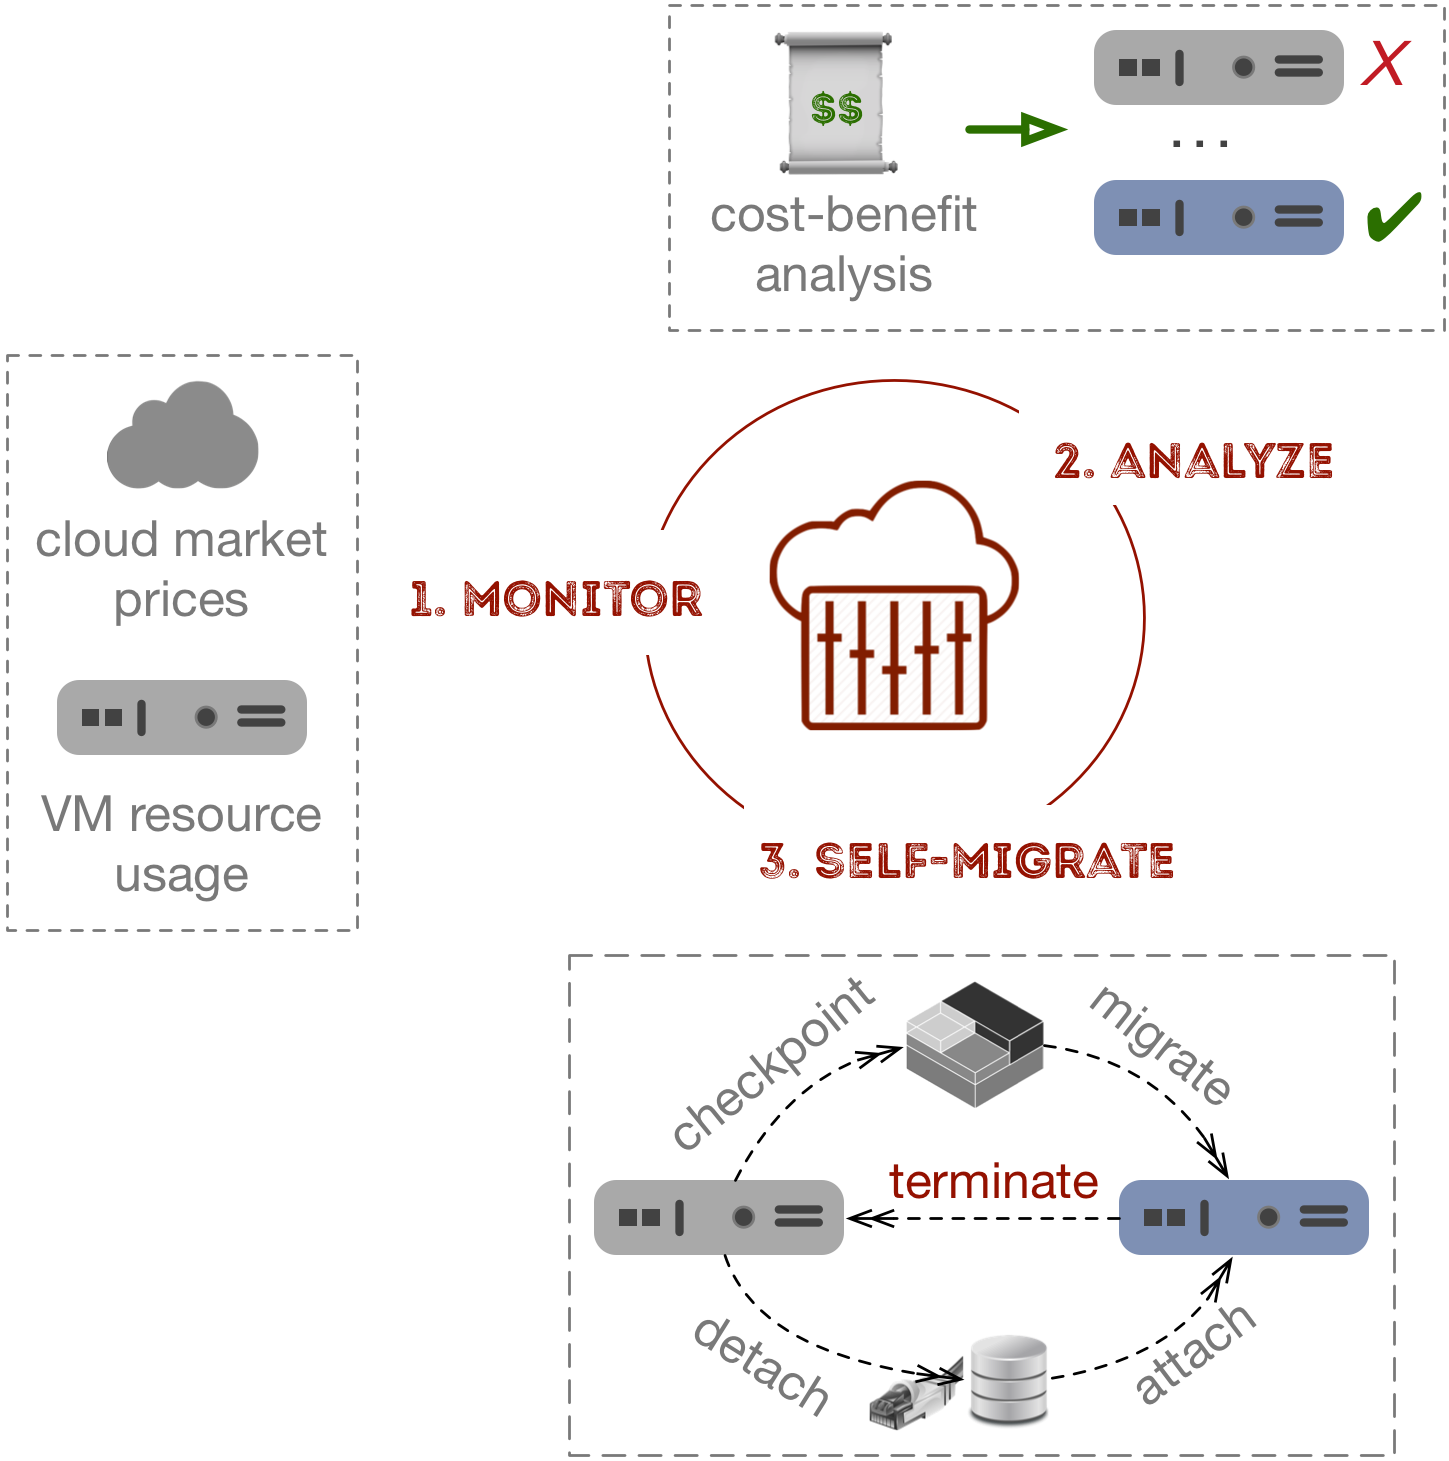 $$
X
...
cost-benefit
analysis
cloud market
prices
VM resource
usage
1. MONITOR
2. ANALYZE
3. SELF-MIGRATE
checkpoint
migrate
terminate
detach
attach